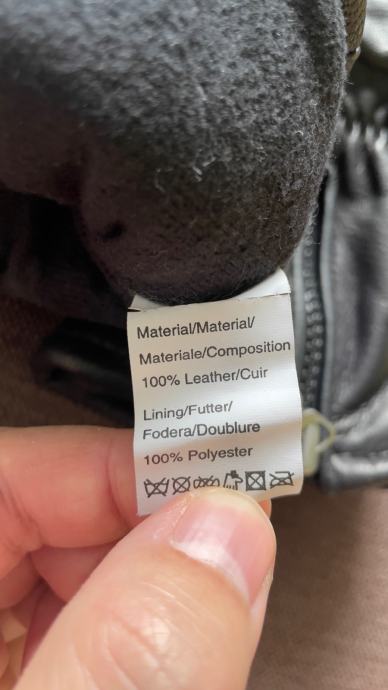 Material/Material/
Materiale/Composition
100% Leather/Cuir
Lining/Futter/
Fodera/Doublure
100% Polyester